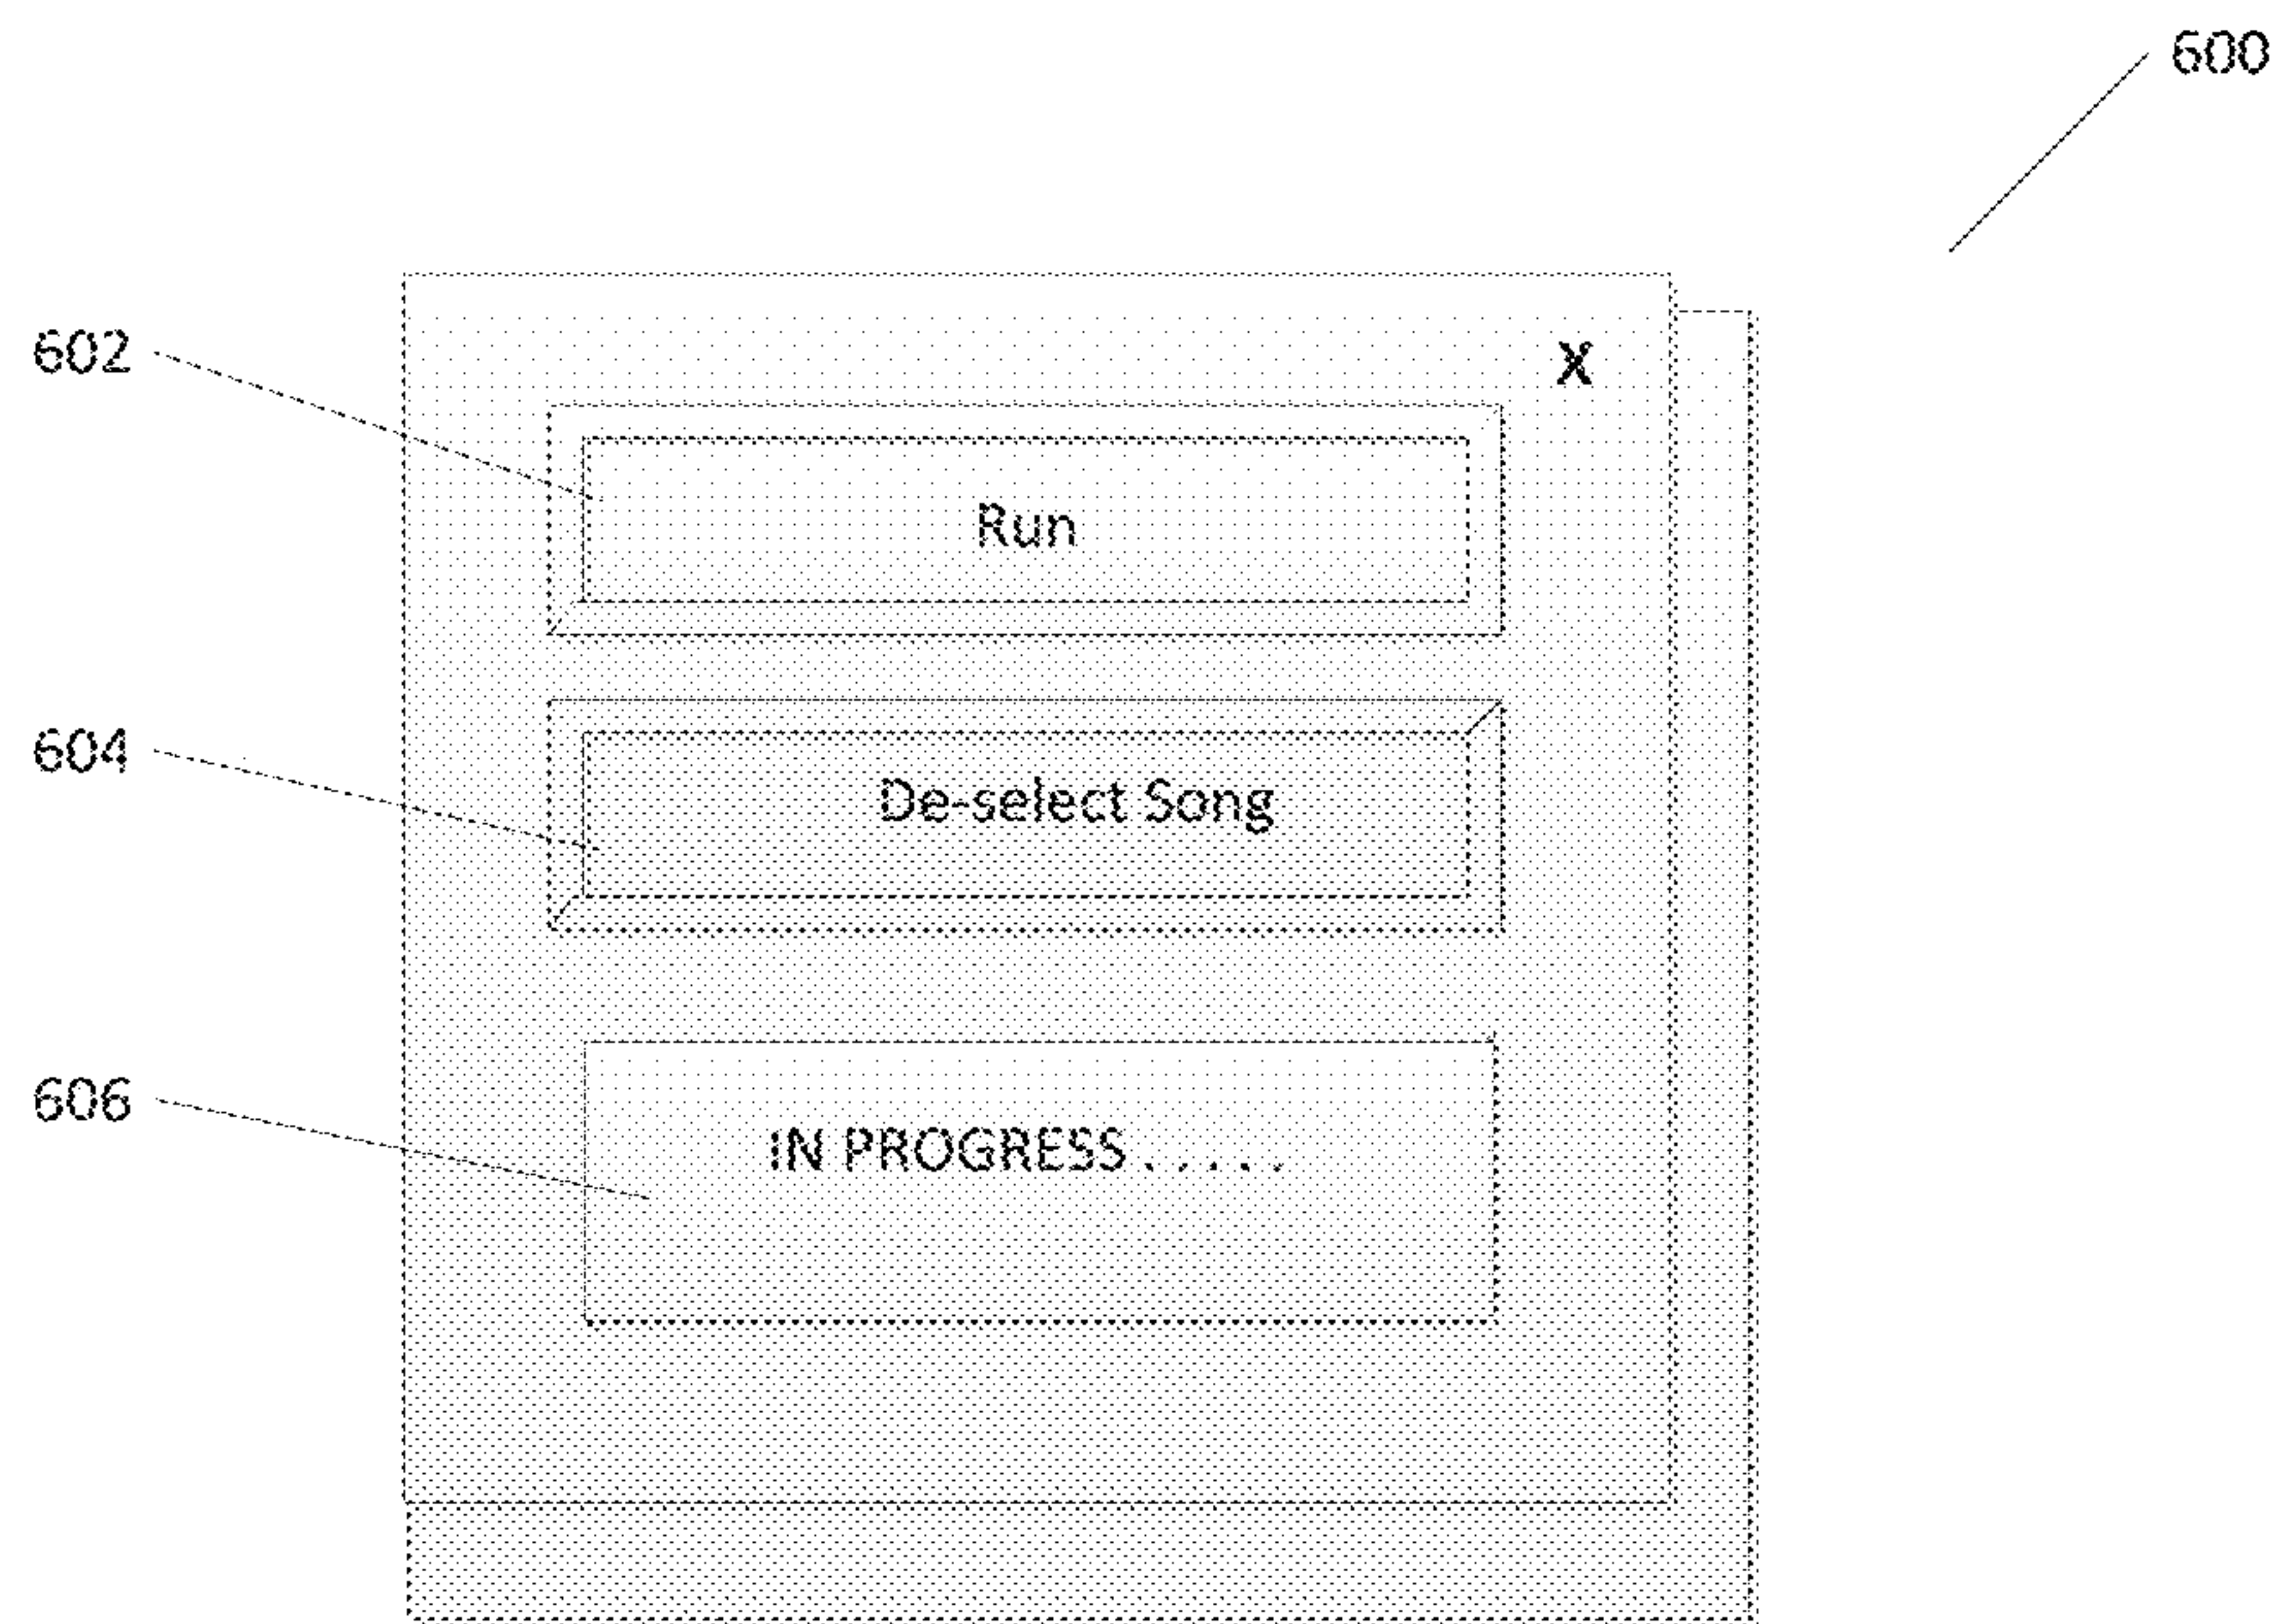 600
602
X
Run
604
De-select Song
606
IN PROGRESS . . . . .